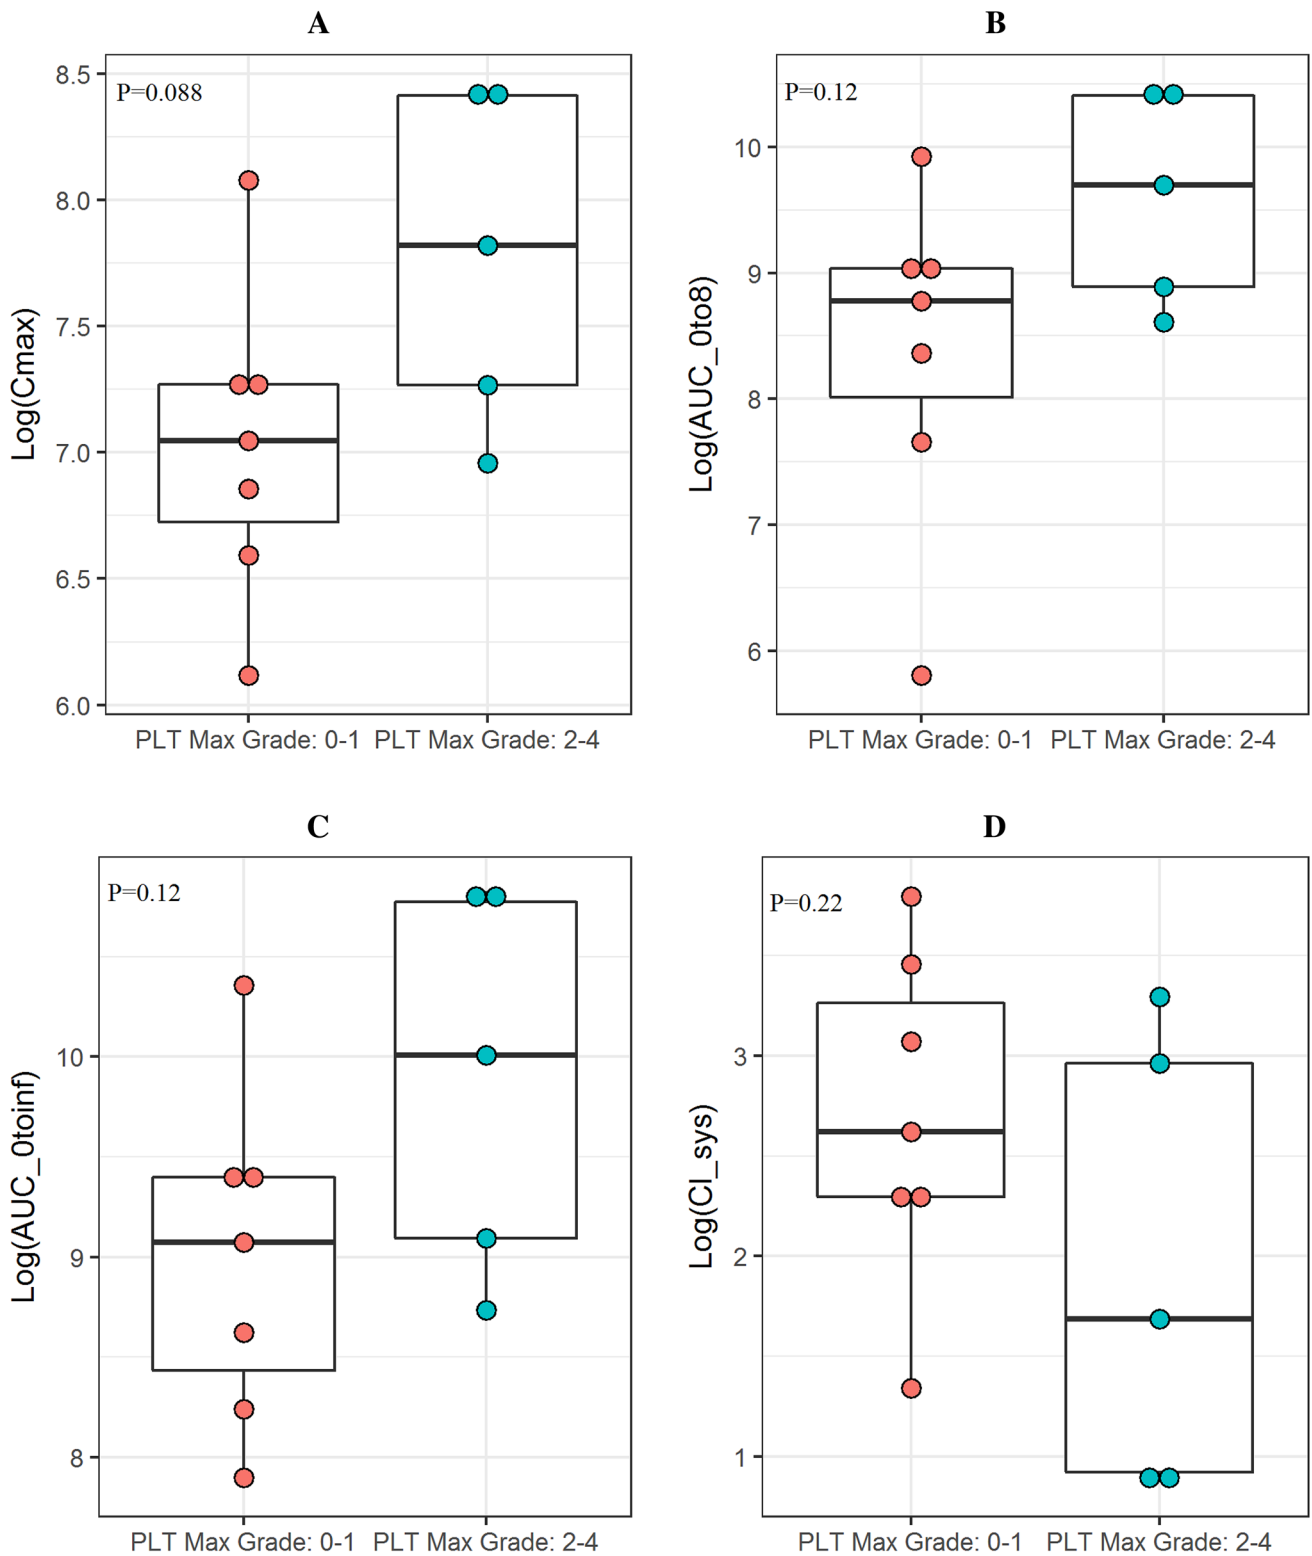 A
P=0.088
8.5
8.0
7.5
7.0
6.5
6.0
Log(Cmax)
PLT Max Grade: 0-1
PLT Max Grade: 2-4
B
P=0.12
10
9
8
7
6
Log(AUC_0to8)
PLT Max Grade: 0-1
PLT Max Grade: 2-4
C
P=0.12
10
9
8
Log(AUC_0toinf)
PLT Max Grade: 0-1
PLT Max Grade: 2-4
D
P=0.22
3
2
1
Log(Cl_sys)
PLT Max Grade: 0-1
PLT Max Grade: 2-4